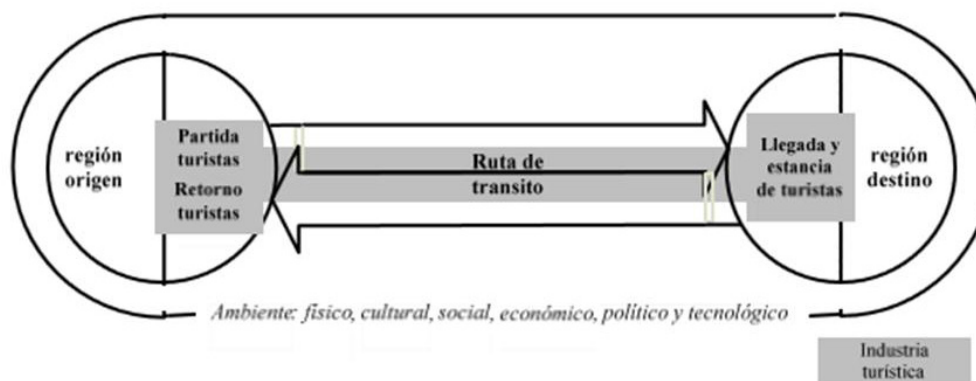 región
origen
Partida
turistas
Retorno
turistas
Ruta de
transito
Llegada y
estancia
de turistas
región
destino
Ambiente: físico, cultural, social, económico, político y tecnológico
Industria
turística